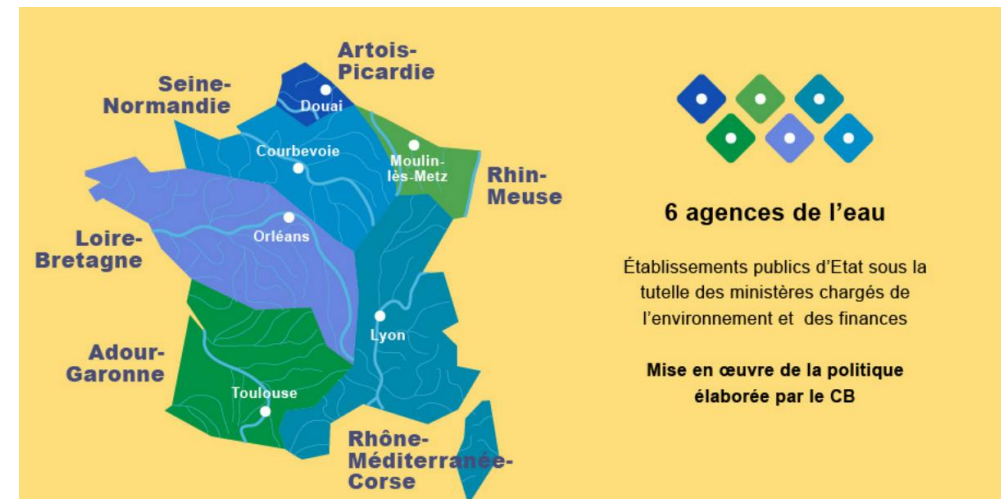 Artois-
Picardie
Seine-
Normandie
Douai
Courbevoie
Moulin-
lès-Metz
Rhin-
Meuse
Orléans
Loire-
Bretagne
Lyon
Adour-
Garonne
Toulouse
Rhône-
Méditerranée-
Corse
6 agences de l’eau
Établissements publics d’Etat sous la
tutelle des ministères chargés de
l’environnement et des finances
Mise en œuvre de la politique
élaborée par le CB